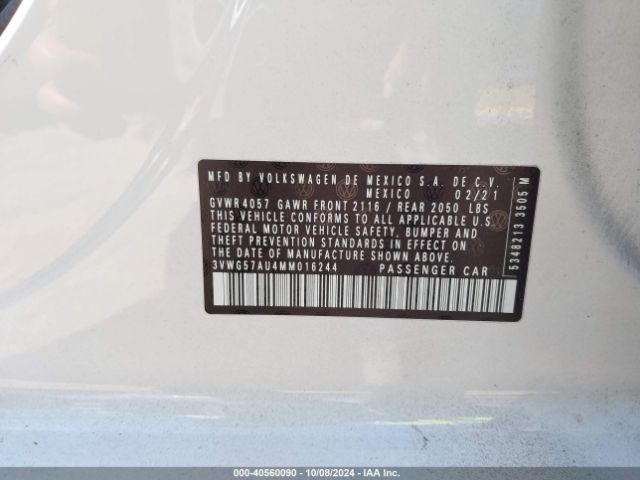 MFD BY VOLKSWAGEN DE MEXICO S.A. DE C.V.
MEXICO 02/21
GVWR4057 GAWR FRONT 2116 / REAR 2050 LBS
THIS VEHICLE CONFORMS TO ALL APPLICABLE U.S.
FEDERAL MOTOR VEHICLE SAFETY, BUMPER AND
THEFT PREVENTION STANDARDS IN EFFECT ON
THE DATE OF MANUFACTURE SHOWN ABOVE.
3VWG57AU4MM016244 PASSENGER CAR
5348213 3505 M
000-40560090 - 10/08/2024 - IAA Inc.